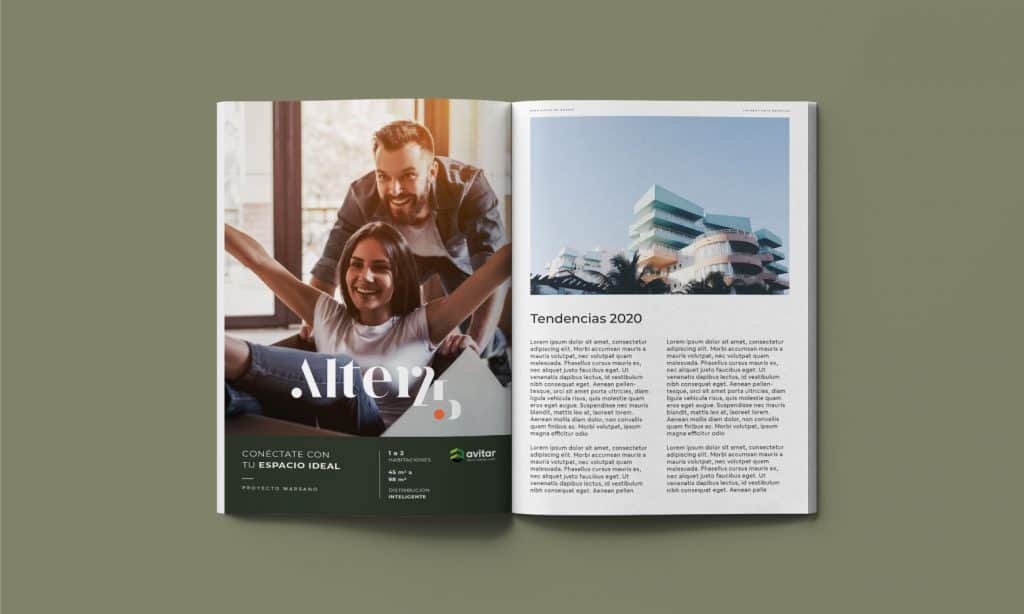 Alter 25
CONÉCTATE CON
TU ESPACIO IDEAL
PROYECTO MARSANO
1 a 3
HABITACIONES
45 m² a
98 m²
DISTRIBUCIÓN
INTELIGENTE
avitar
Tendencias 2020
Lorem ipsum dolor sit amet, consectetur
adipiscing elit. Morbi accumsan mauris a
mauris volutpat, nec volutpat quam
malesuada. Phasellus mauris ex,
nec aliquet justo faucibus eget. Ut
venenatis dapibus lectus, id vestibulum
nibh consequat eget. Aenean pellen-
tesque, orci sit amet porta ultricies, diam
ligula vehicula risus, quis molestie quam
eros eget augue. Suspendisse nec mauris
blandit, mattis leo ut, laoreet lorem.
Aenean mollis diam dolor, non convallis
quam finibus ac. Morbi volutpat, ipsum
magna efficitur odio
Lorem ipsum dolor sit amet, consectetur
adipiscing elit. Morbi accumsan mauris a
mauris volutpat, nec volutpat quam
malesuada. Phasellus mauris ex,
nec aliquet justo faucibus eget. Ut
venenatis dapibus lectus, id vestibulum
nibh consequat eget. Aenean pellen
Lorem ipsum dolor sit amet, consectetur
adipiscing elit. Morbi accumsan mauris a
mauris volutpat, nec volutpat quam
malesuada. Phasellus mauris ex,
nec aliquet justo faucibus eget. Ut
venenatis dapibus lectus, id vestibulum
nibh consequat eget. Aenean pellen-
tesque, orci sit amet porta ultricies, diam
ligula vehicula risus, quis molestie quam
eros eget augue. Suspendisse nec mauris
blandit, mattis leo ut, laoreet lorem.
Aenean mollis diam dolor, non convallis
quam finibus ac. Morbi volutpat, ipsum
magna efficitur odio
Lorem ipsum dolor sit amet, consectetur
adipiscing elit. Morbi accumsan mauris a
mauris volutpat, nec volutpat quam
malesuada. Phasellus mauris ex,
nec aliquet justo faucibus eget. Ut
venenatis dapibus lectus, id vestibulum
nibh consequat eget. Aenean pelle